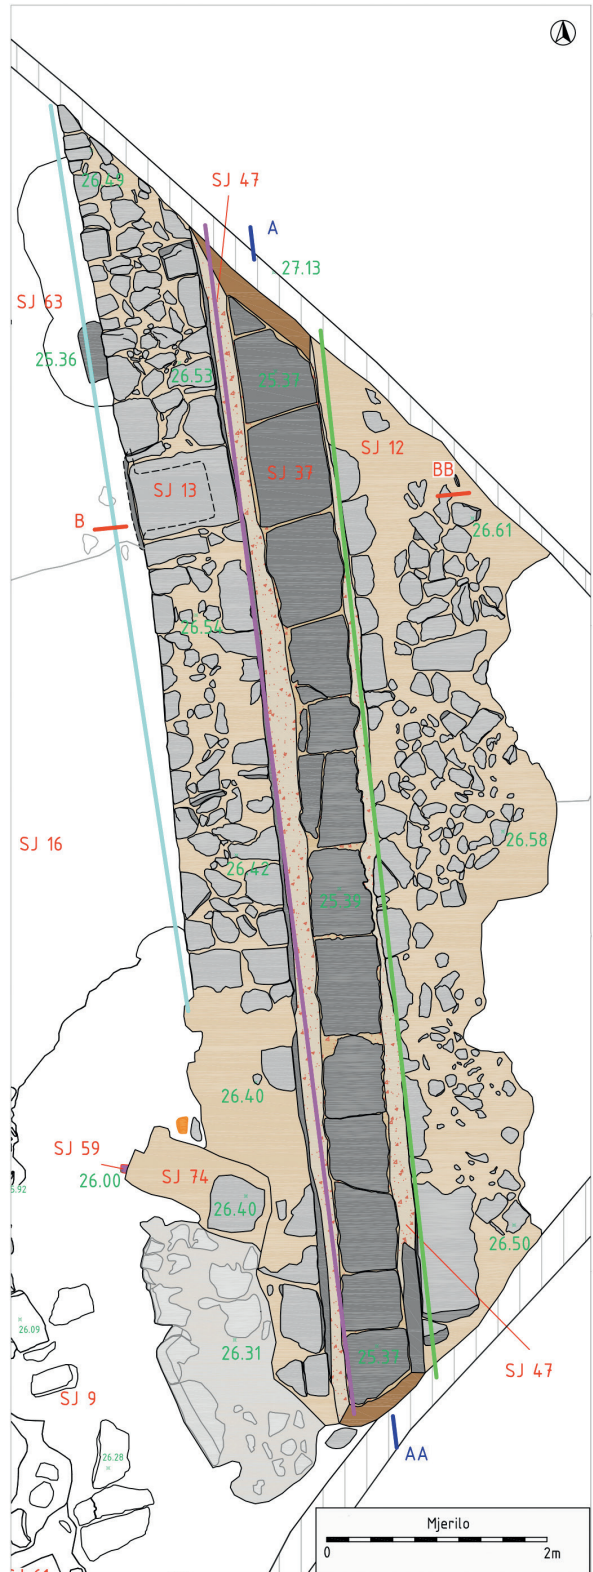 SJ 47
A
26.49
27.13
SJ 63
25.36
26.53
25.37
SJ 12
SJ 37
BB
SJ 13
B
26.61
26.54
SJ 16
26.58
26.42
25.39
26.40
SJ 59
SJ 74
26.00
26.40
26.50
26.09
26.31
25.37
SJ 47
SJ 9
26.28
AA
Mjerilo
0
2m